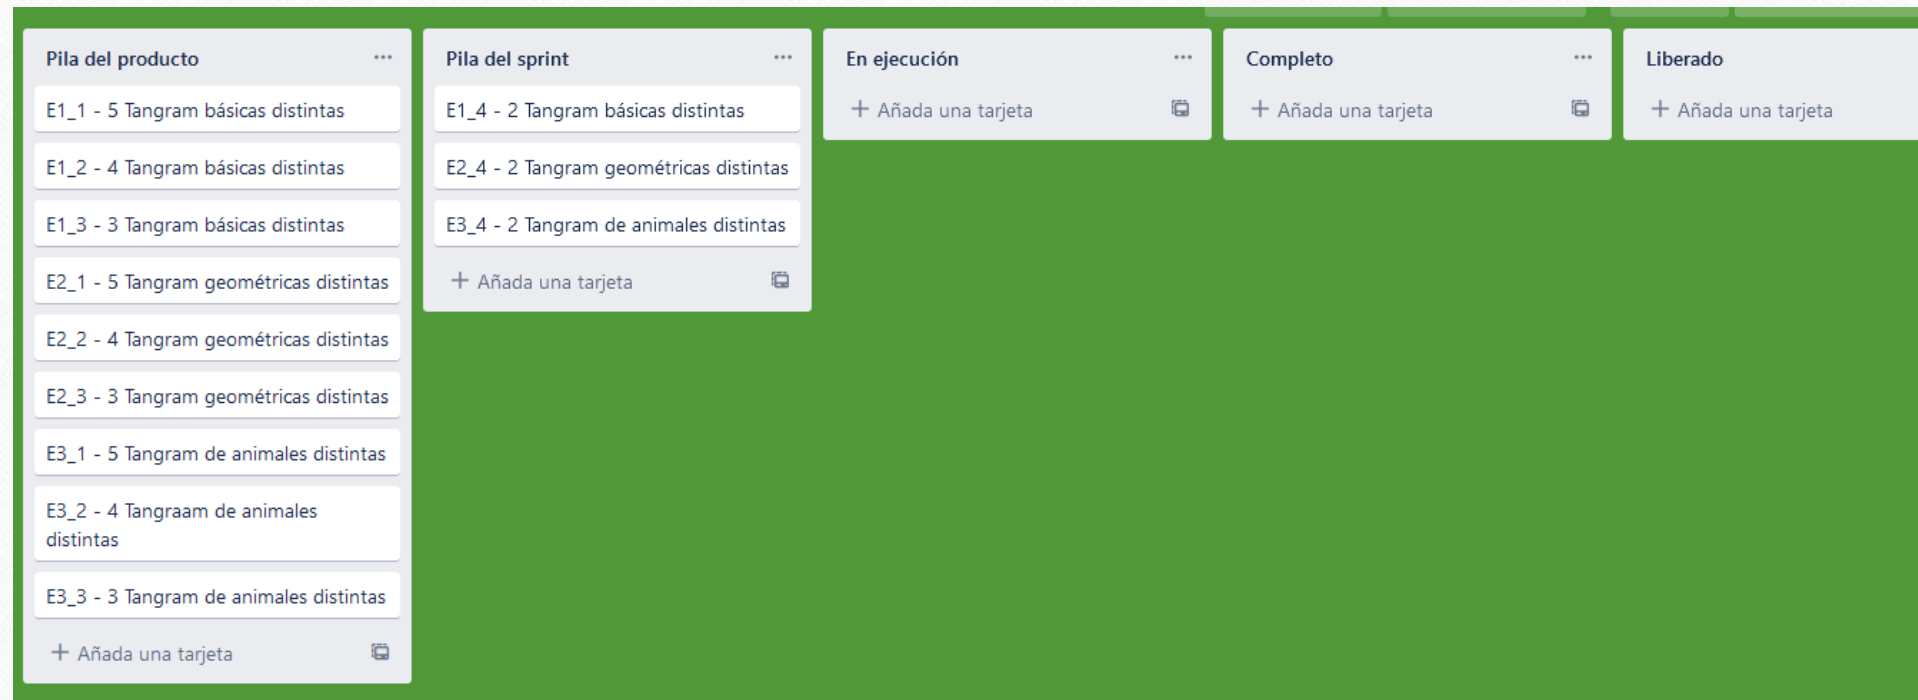 Pila del producto
E1_1 - 5 Tangram básicas distintas
E1_2 - 4 Tangram básicas distintas
E1_3 - 3 Tangram básicas distintas
E2_1 - 5 Tangram geométricas distintas
E2_2 - 4 Tangram geométricas distintas
E2_3 - 3 Tangram geométricas distintas
E3_1 - 5 Tangram de animales distintas
E3_2 - 4 Tangraam de animales
distintas
E3_3 - 3 Tangram de animales distintas
+ Añada una tarjeta
Pila del sprint
E1_4 - 2 Tangram básicas distintas
E2_4 - 2 Tangram geométricas distintas
E3_4 - 2 Tangram de animales distintas
+ Añada una tarjeta
En ejecución
+ Añada una tarjeta
Completo
+ Añada una tarjeta
Liberado
+ Añada una tarjeta